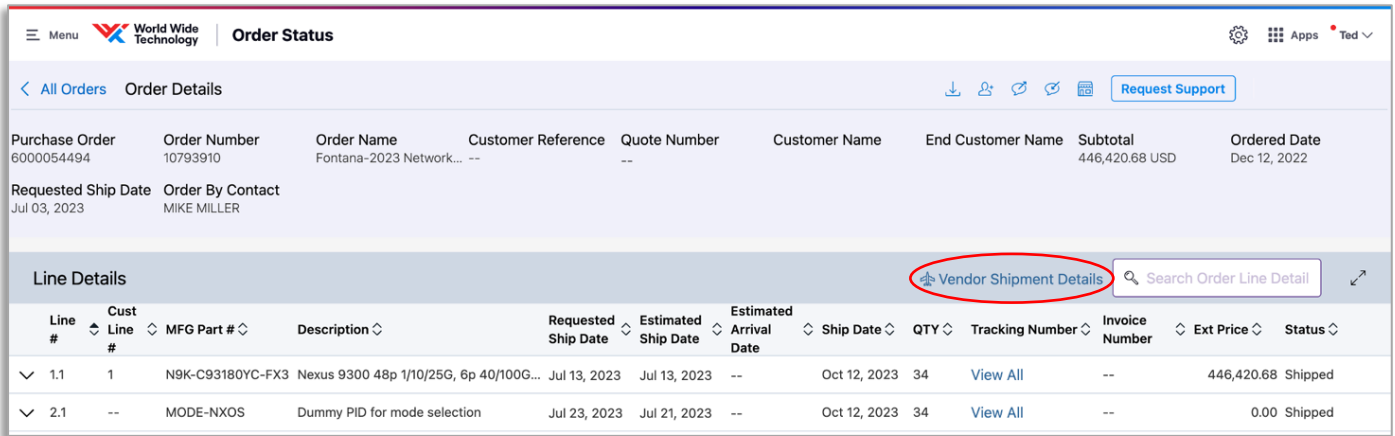 Menu World Wide Technology Order Status Apps Ted
All Orders Order Details Request Support
Purchase Order Order Number Order Name Customer Reference Quote Number Customer Name End Customer Name Subtotal Ordered Date
6000054494 10793910 Fontana-2023 Network... -- -- 446,420.68 USD Dec 12, 2022
Requested Ship Date Order By Contact
Jul 03, 2023 MIKE MILLER
Line Details Vendor Shipment Details Search Order Line Detail
Line # Cust Line # MFG Part # Description Requested Ship Date Estimated Ship Date Estimated Arrival Date Ship Date QTY Tracking Number Invoice Number Ext Price Status
1.1 1 N9K-C93180YC-FX3 Nexus 9300 48p 1/10/25G, 6p 40/100G... Jul 13, 2023 Jul 13, 2023 -- Oct 12, 2023 34 View All -- 446,420.68 Shipped
2.1 -- MODE-NXOS Dummy PID for mode selection Jul 23, 2023 Jul 21, 2023 -- Oct 12, 2023 34 View All -- 0.00 Shipped